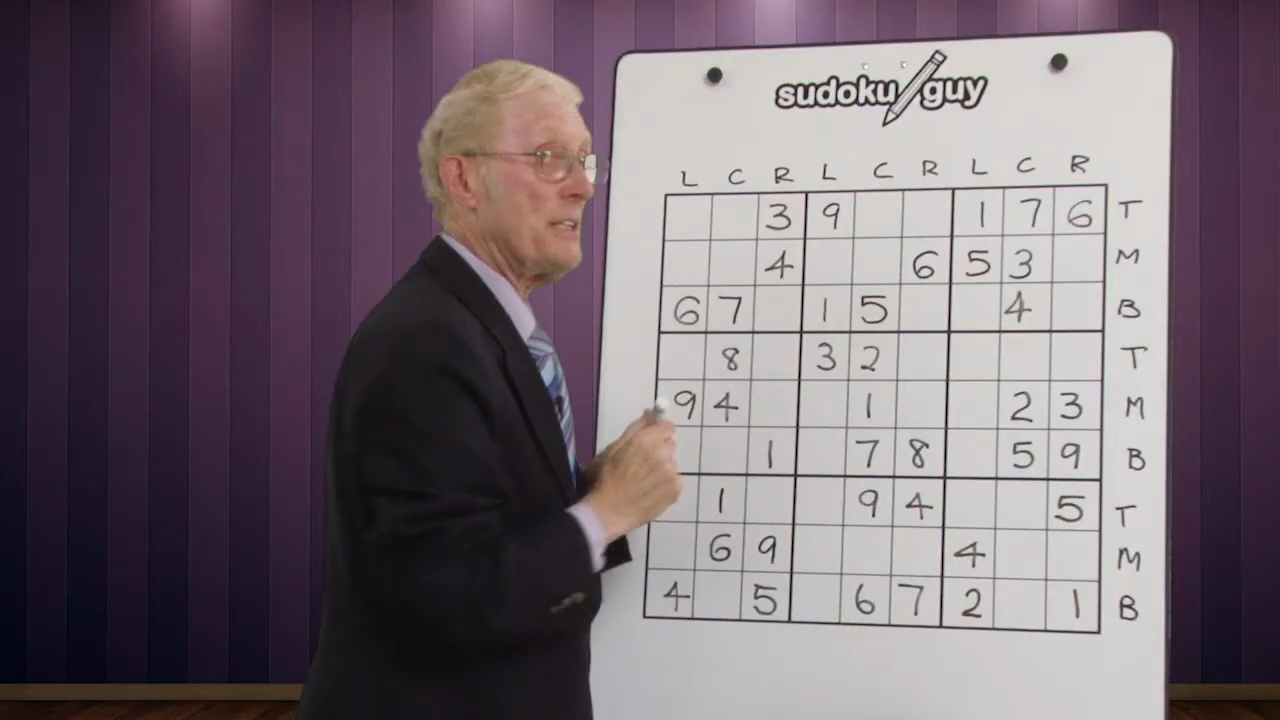 sudoku guy
L C R L C R L C R
3 9 1 7 6 T
4 6 5 3 M
6 7 1 5 4 B
8 3 2 T
9 4 1 2 3 M
1 7 8 5 9 B
1 9 4 5 T
6 9 4 M
4 5 6 7 2 1 B